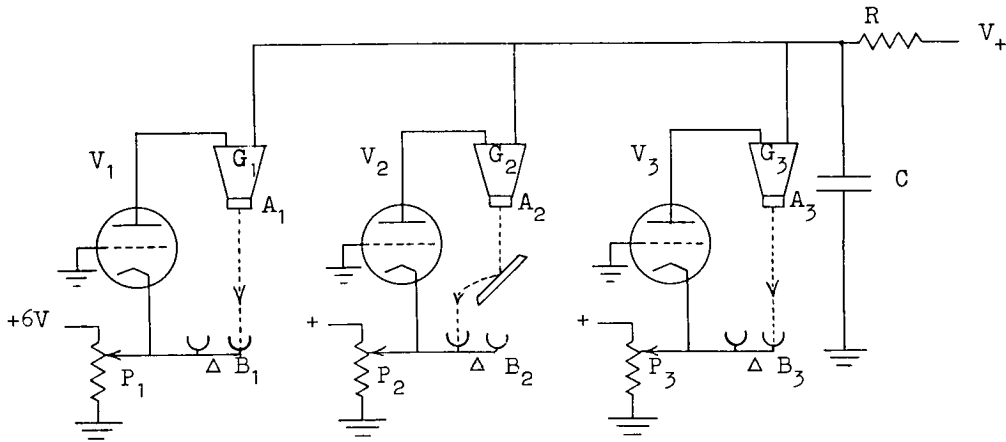 R
V₊
V₁ G₁ V₂ G₂ V₃ G₃
A₁ A₂ A₃ C
+6V + +
P₁ Δ B₁ P₂ Δ B₂ P₃ Δ B₃